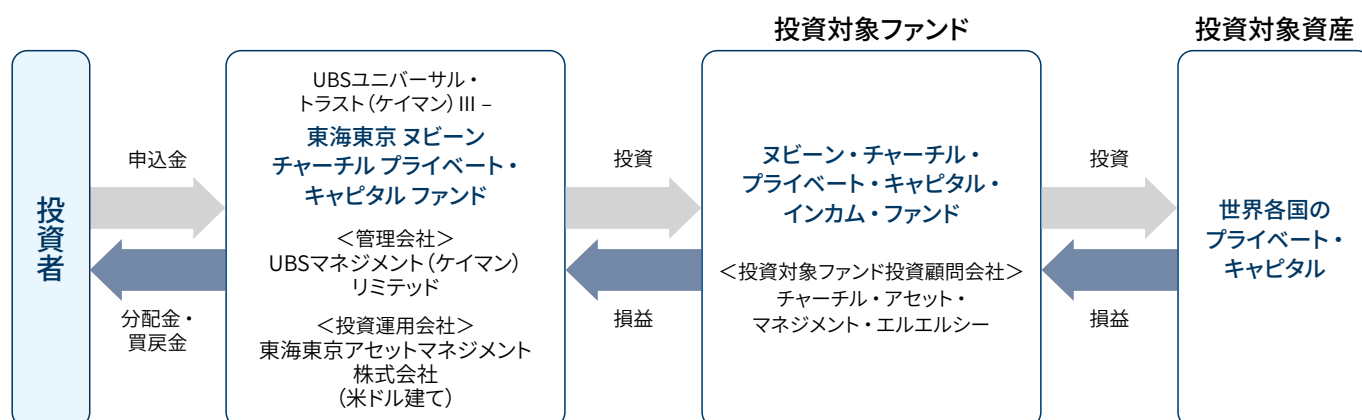 投資対象ファンド
投資対象資産
投資者
申込金
分配金・
買戻金
UBSユニバーサル・
トラスト(ケイマン)III –
東海東京 ヌビーン
チャーチル プライベート・
キャピタル ファンド
<管理会社>
UBSマネジメント(ケイマン)
リミテッド
<投資運用会社>
東海東京アセットマネジメント
株式会社
(米ドル建て)
投資
損益
ヌビーン・チャーチル・
プライベート・キャピタル・
インカム・ファンド
<投資対象ファンド投資顧問会社>
チャーチル・アセット・
マネジメント・エルエルシー
投資
損益
世界各国の
プライベート・
キャピタル